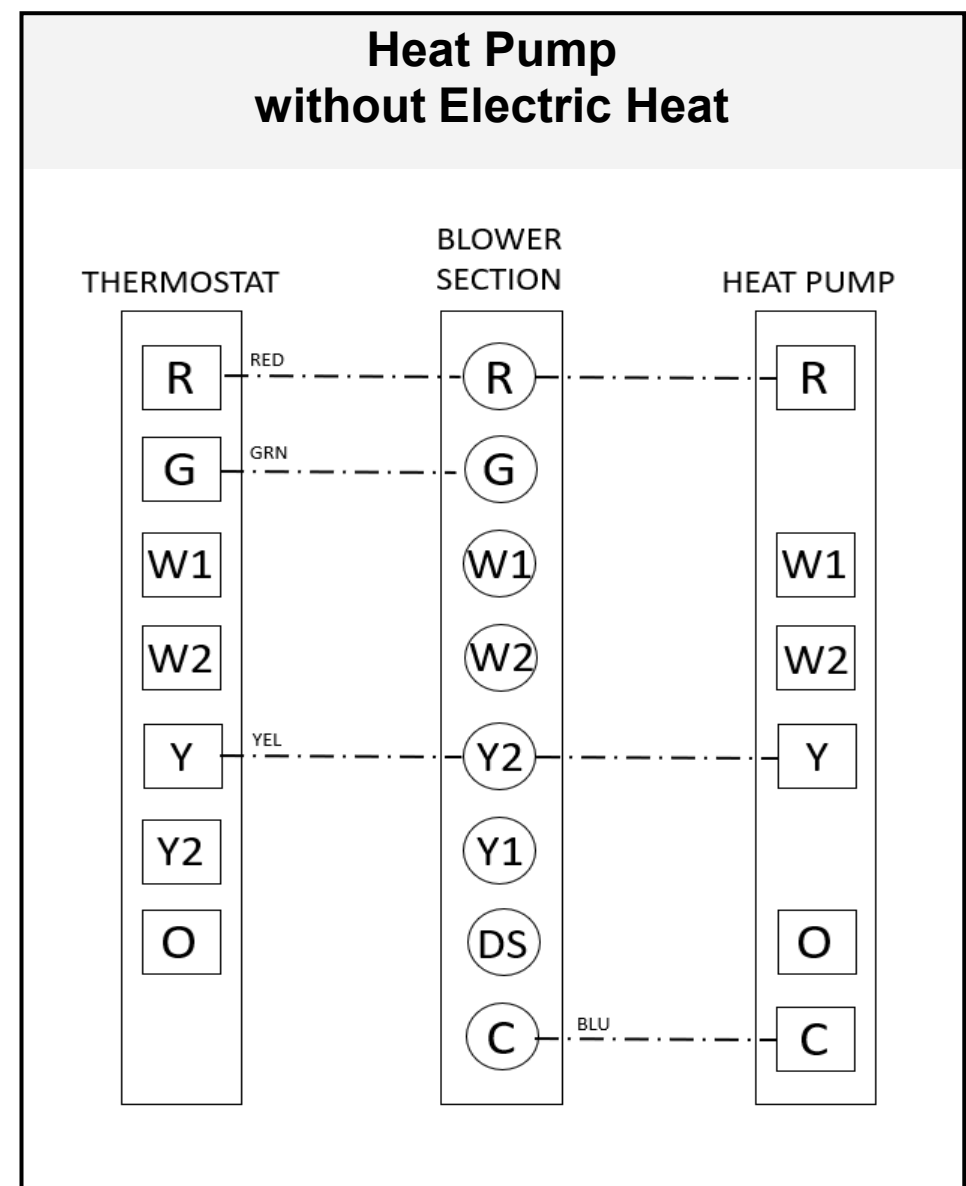 Heat Pump
without Electric Heat
BLOWER
THERMOSTAT SECTION HEAT PUMP
R RED R R
G GRN G
W1 W1 W1
W2 W2 W2
Y YEL Y2 Y
Y2 Y1
O DS O
C BLU C